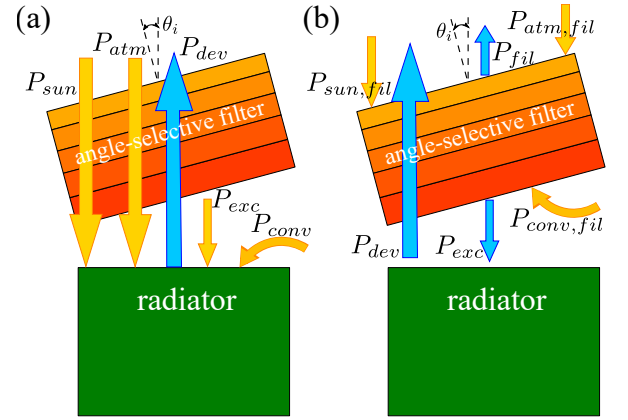 (a)
θ_i
P_atm
P_dev
P_sun
angle-selective filter
P_exc
P_conv
radiator
(b)
θ_i
P_atm,fil
P_fil
P_sun,fil
angle-selective filter
P_conv,fil
P_dev
P_exc
radiator